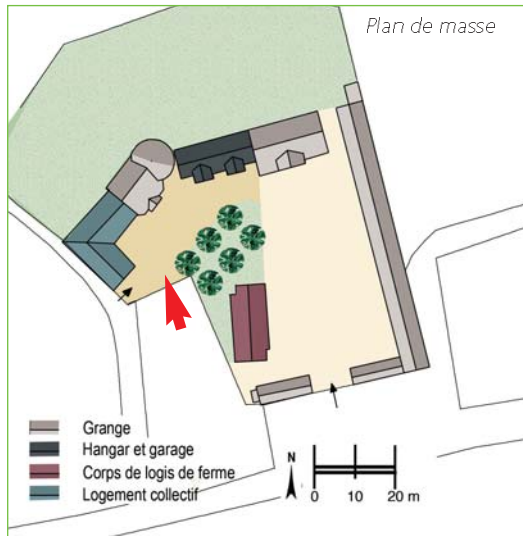 Plan de masse
Grange
Hangar et garage
Corps de logis de ferme
Logement collectif
N
0 10 20 m